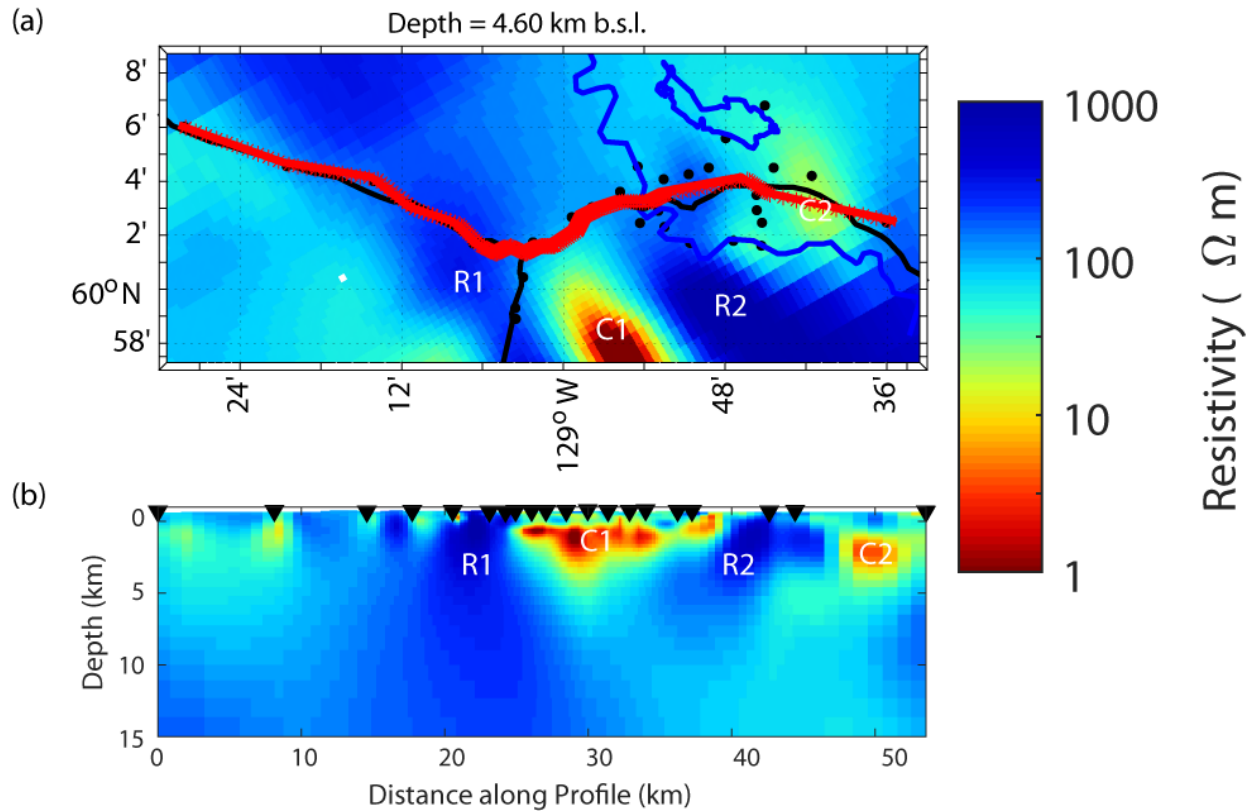 (a)
Depth = 4.60 km b.s.l.
8'
6'
4'
2'
60°N
58'
R1
C1
R2
C2
24'
12'
129°W
48'
36'
1000
100
10
1
Resistivity ( Ω m)
(b)
0
5
10
15
Depth (km)
R1
C1
R2
C2
0
10
20
30
40
50
Distance along Profile (km)